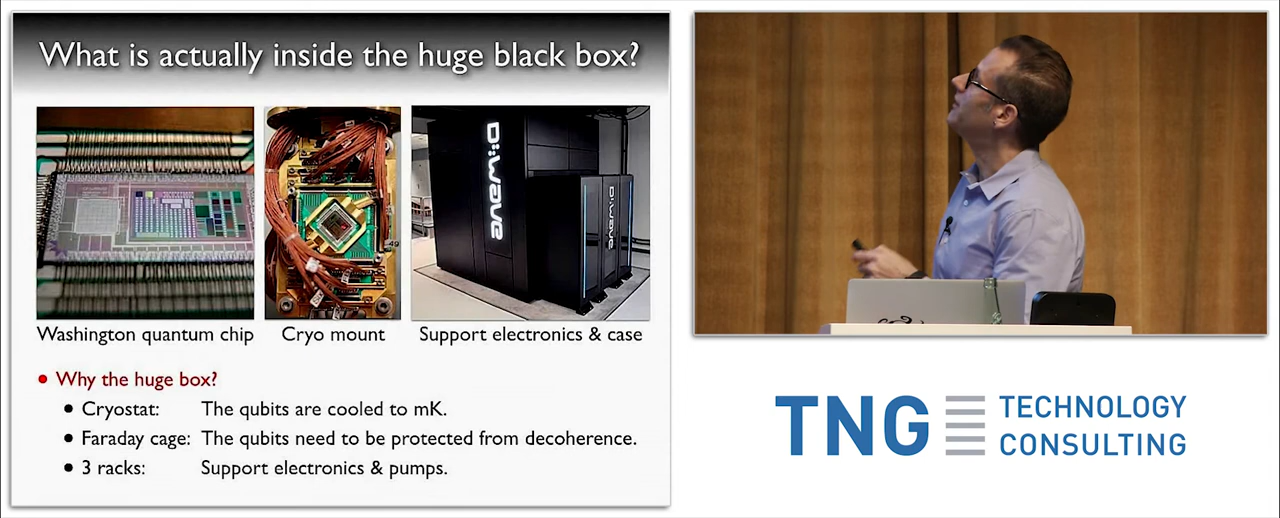 What is actually inside the huge black box?
D:wave
D:wave
49
Washington quantum chip
Cryo mount
Support electronics & case
• Why the huge box?
• Cryostat: The qubits are cooled to mK.
• Faraday cage: The qubits need to be protected from decoherence.
• 3 racks: Support electronics & pumps.
TNG TECHNOLOGY
CONSULTING